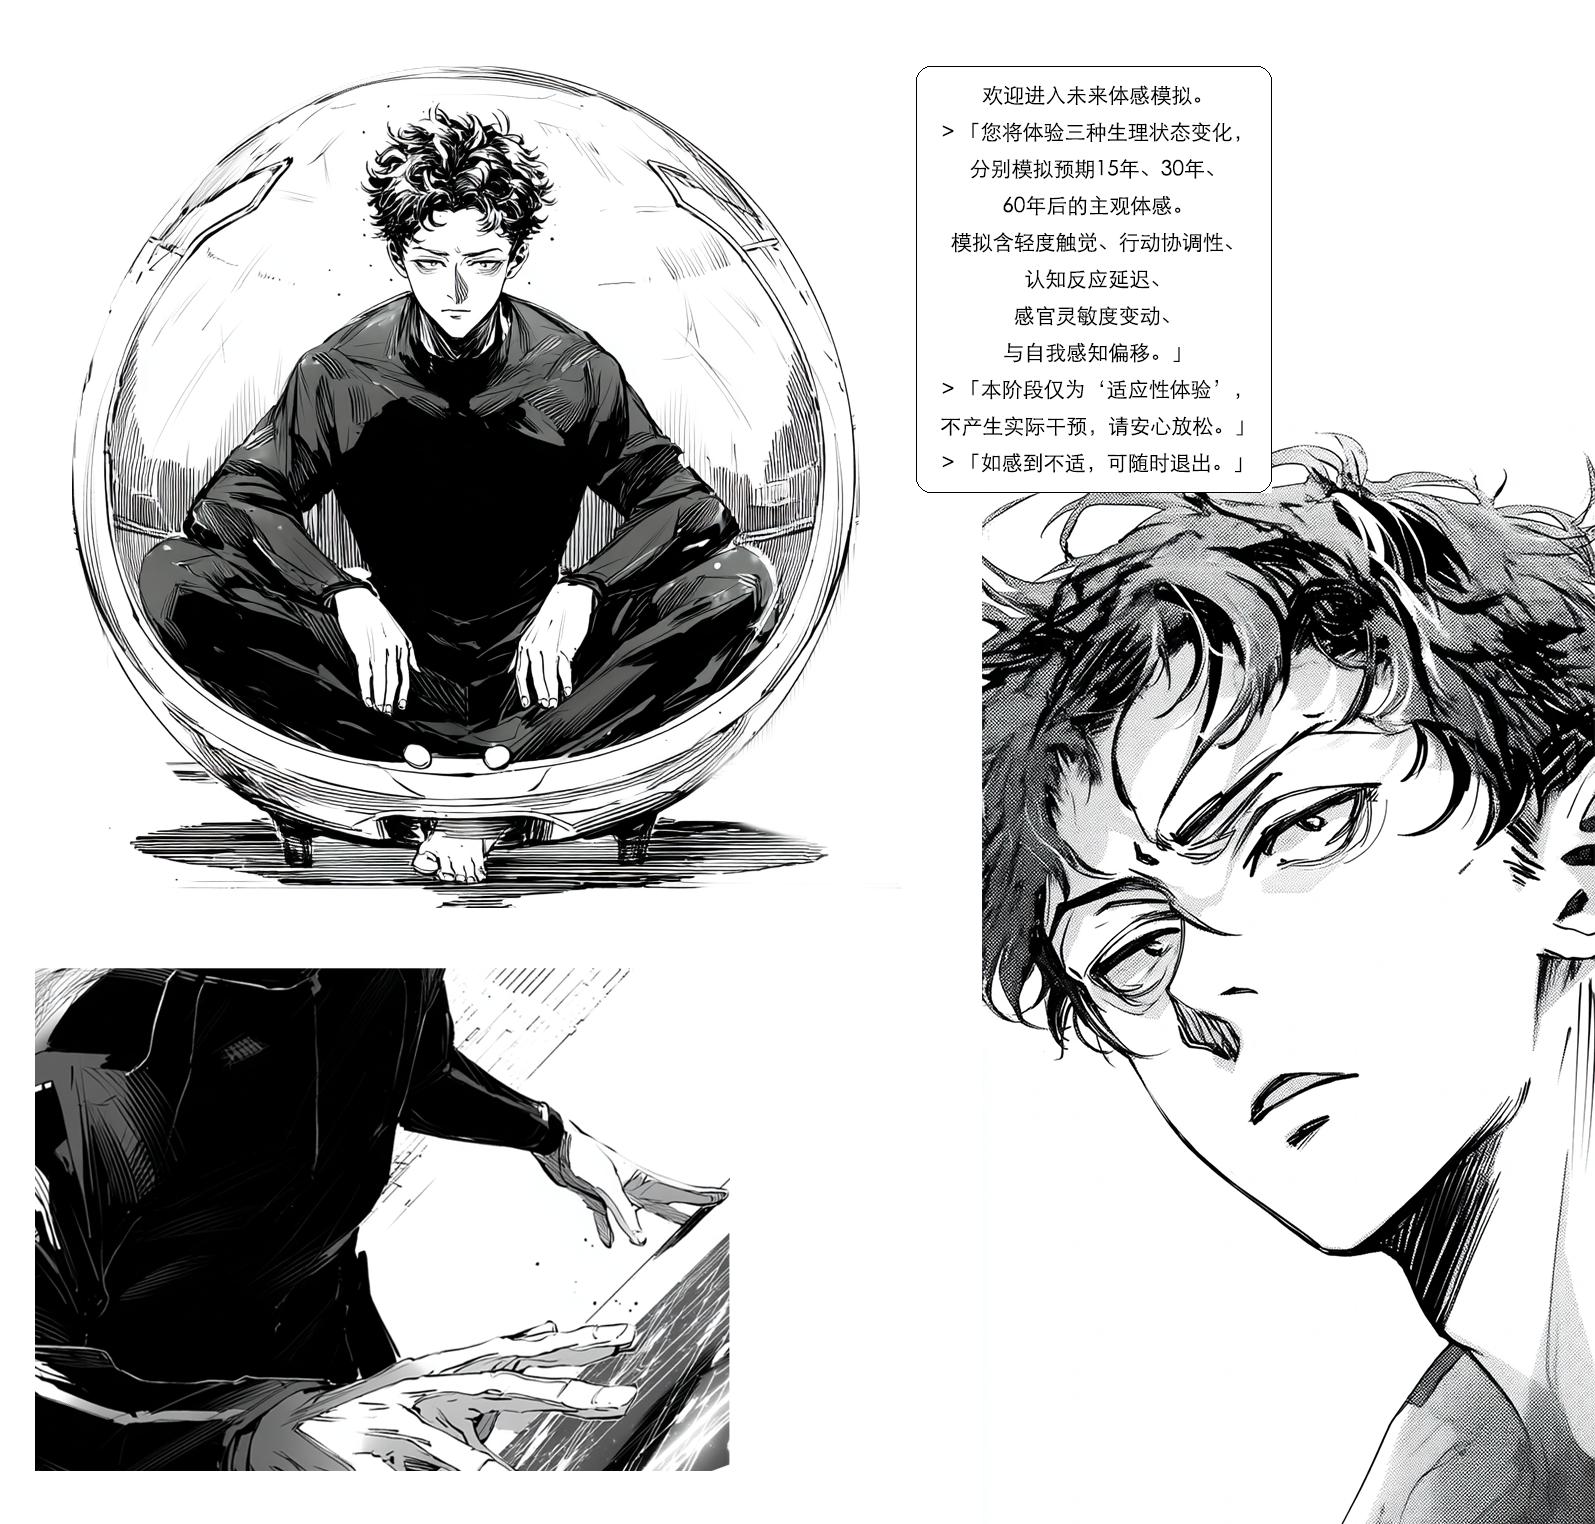 欢迎进入未来体感模拟。
>「您将体验三种生理状态变化，
分别模拟预期15年、30年、
60年后的主观体感。
模拟含轻度触觉、行动协调性、
认知反应延迟、
感官灵敏度变动、
与自我感知偏移。」
>「本阶段仅为‘适应性体验’，
不产生实际干预，请安心放松。」
>「如感到不适，可随时退出。」